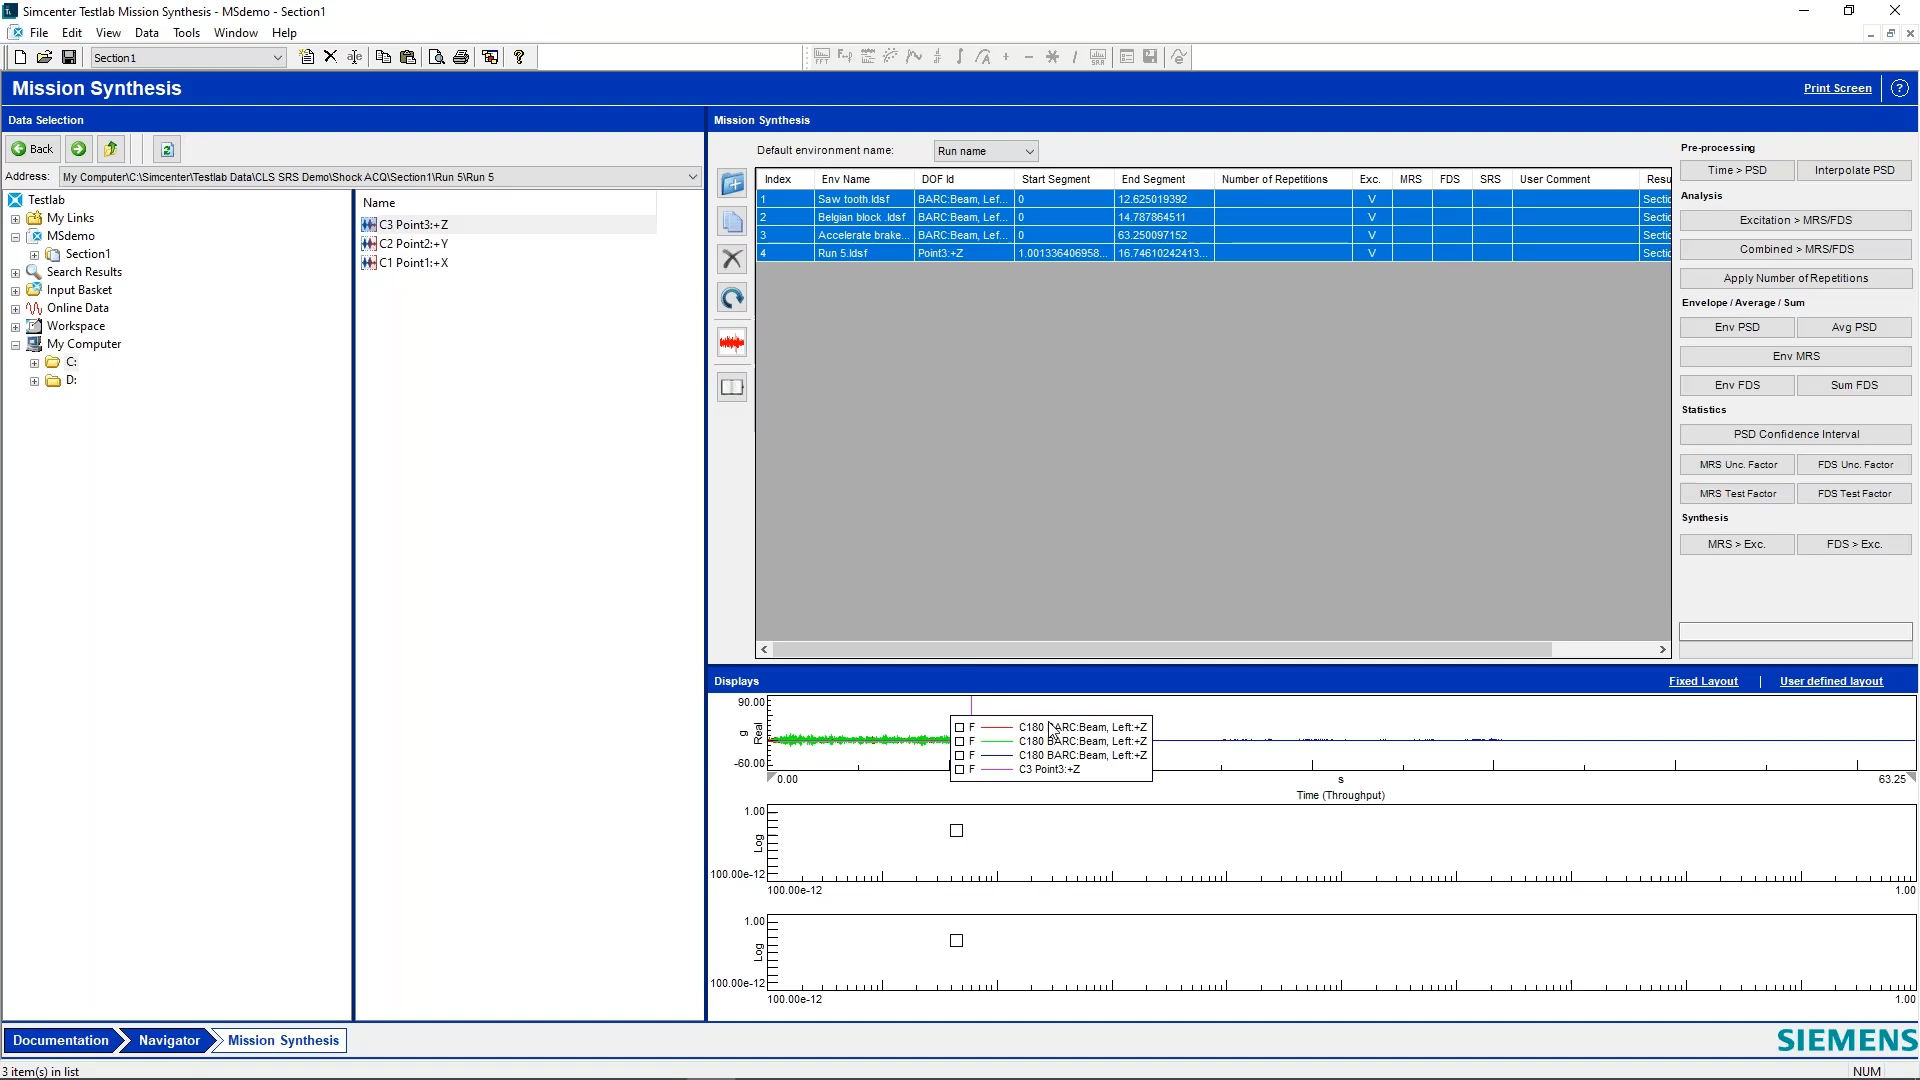 Simcenter Testlab Mission Synthesis - MSdemo - Section1
File Edit View Data Tools Window Help
Section1
Mission Synthesis
Print Screen
Data Selection
Back
Address: My Computer\C:\Simcenter\Testlab Data\CLS SRS Demo\Shock ACQ\Section1\Run 5\Run 5
Testlab
My Links
MSdemo
Section1
Search Results
Input Basket
Online Data
Workspace
My Computer
C:
D:
Name
C3 Point3:+Z
C2 Point2:+Y
C1 Point1:+X
Mission Synthesis
Default environment name: Run name
Index Env Name DOF Id Start Segment End Segment Number of Repetitions Exc. MRS FDS SRS User Comment Resu
1 Saw tooth.ldsf BARC:Beam, Lef... 0 12.625019392 V Sectic
2 Belgian block .ldsf BARC:Beam, Lef... 0 14.787864511 V Sectic
3 Accelerate brake... BARC:Beam, Lef... 0 63.250097152 V Sectic
4 Run 5.ldsf Point3:+Z 1.001336406958... 16.74610242413... V Sectic
Pre-processing
Time > PSD Interpolate PSD
Analysis
Excitation > MRS/FDS
Combined > MRS/FDS
Apply Number of Repetitions
Envelope / Average / Sum
Env PSD Avg PSD
Env MRS
Env FDS Sum FDS
Statistics
PSD Confidence Interval
MRS Unc. Factor FDS Unc. Factor
MRS Test Factor FDS Test Factor
Synthesis
MRS > Exc. FDS > Exc.
Displays
Fixed Layout | User defined layout
90.00
g
Real
-60.00
F C180 BARC:Beam, Left:+Z
F C180 BARC:Beam, Left:+Z
F C180 BARC:Beam, Left:+Z
F C3 Point3:+Z
0.00 s 63.25
Time (Throughput)
1.00
Log
100.00e-12
100.00e-12 1.00
1.00
Log
100.00e-12
100.00e-12 1.00
Documentation Navigator Mission Synthesis
SIEMENS
3 item(s) in list
NUM